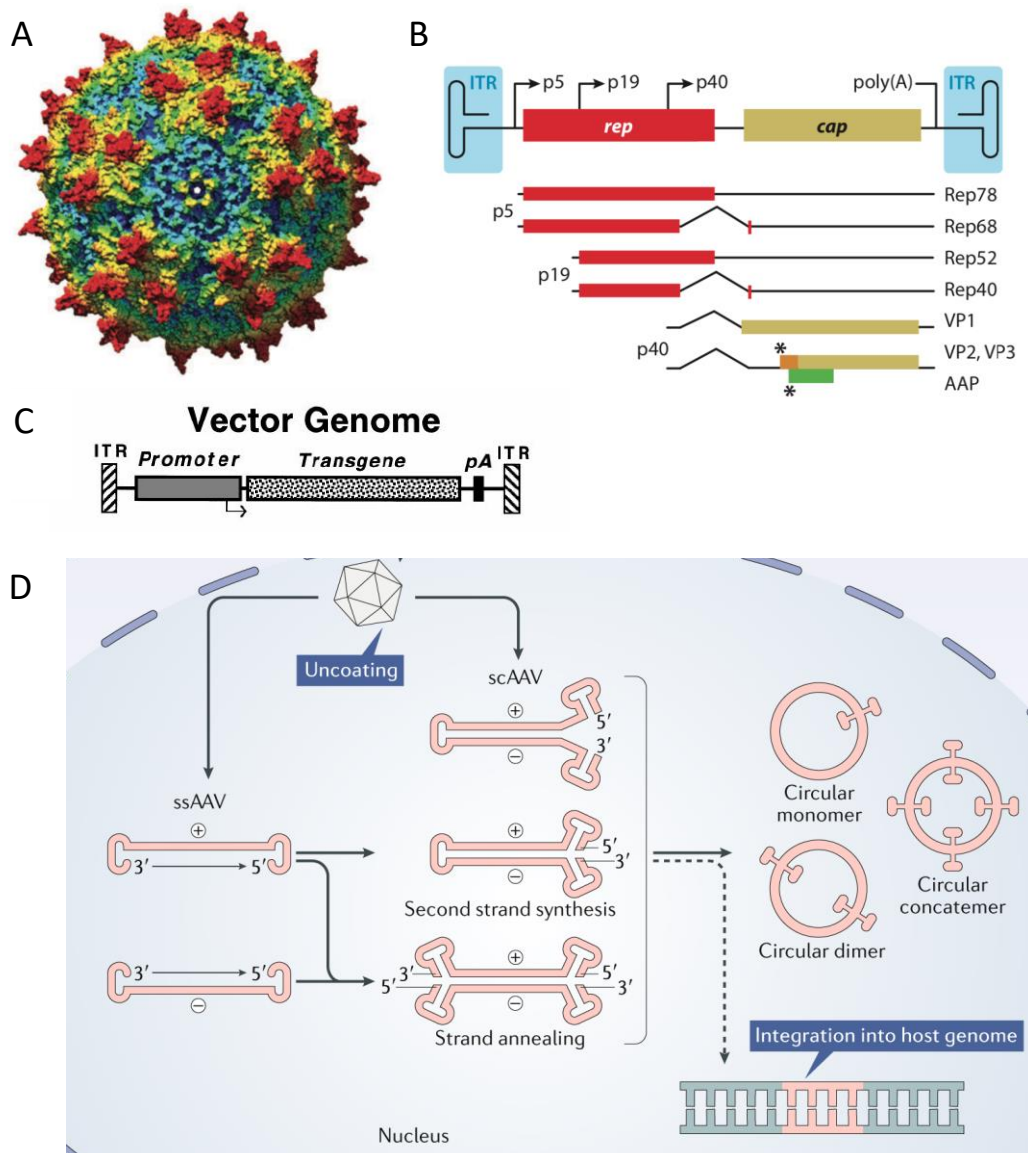 A
B
ITR
p5
p19
p40
poly(A)
ITR
rep
cap
Rep78
p5
Rep68
Rep52
p19
Rep40
VP1
p40
*
VP2, VP3
*
AAP
C
Vector Genome
ITR
Promoter
Transgene
pA
ITR
D
Uncoating
scAAV
+
5′
3′
−
ssAAV
+
3′
5′
+
5′
3′
−
Second strand synthesis
3′
5′
−
+
3′
5′
5′
3′
−
Strand annealing
Circular
monomer
Circular
concatemer
Circular dimer
Integration into host genome
Nucleus